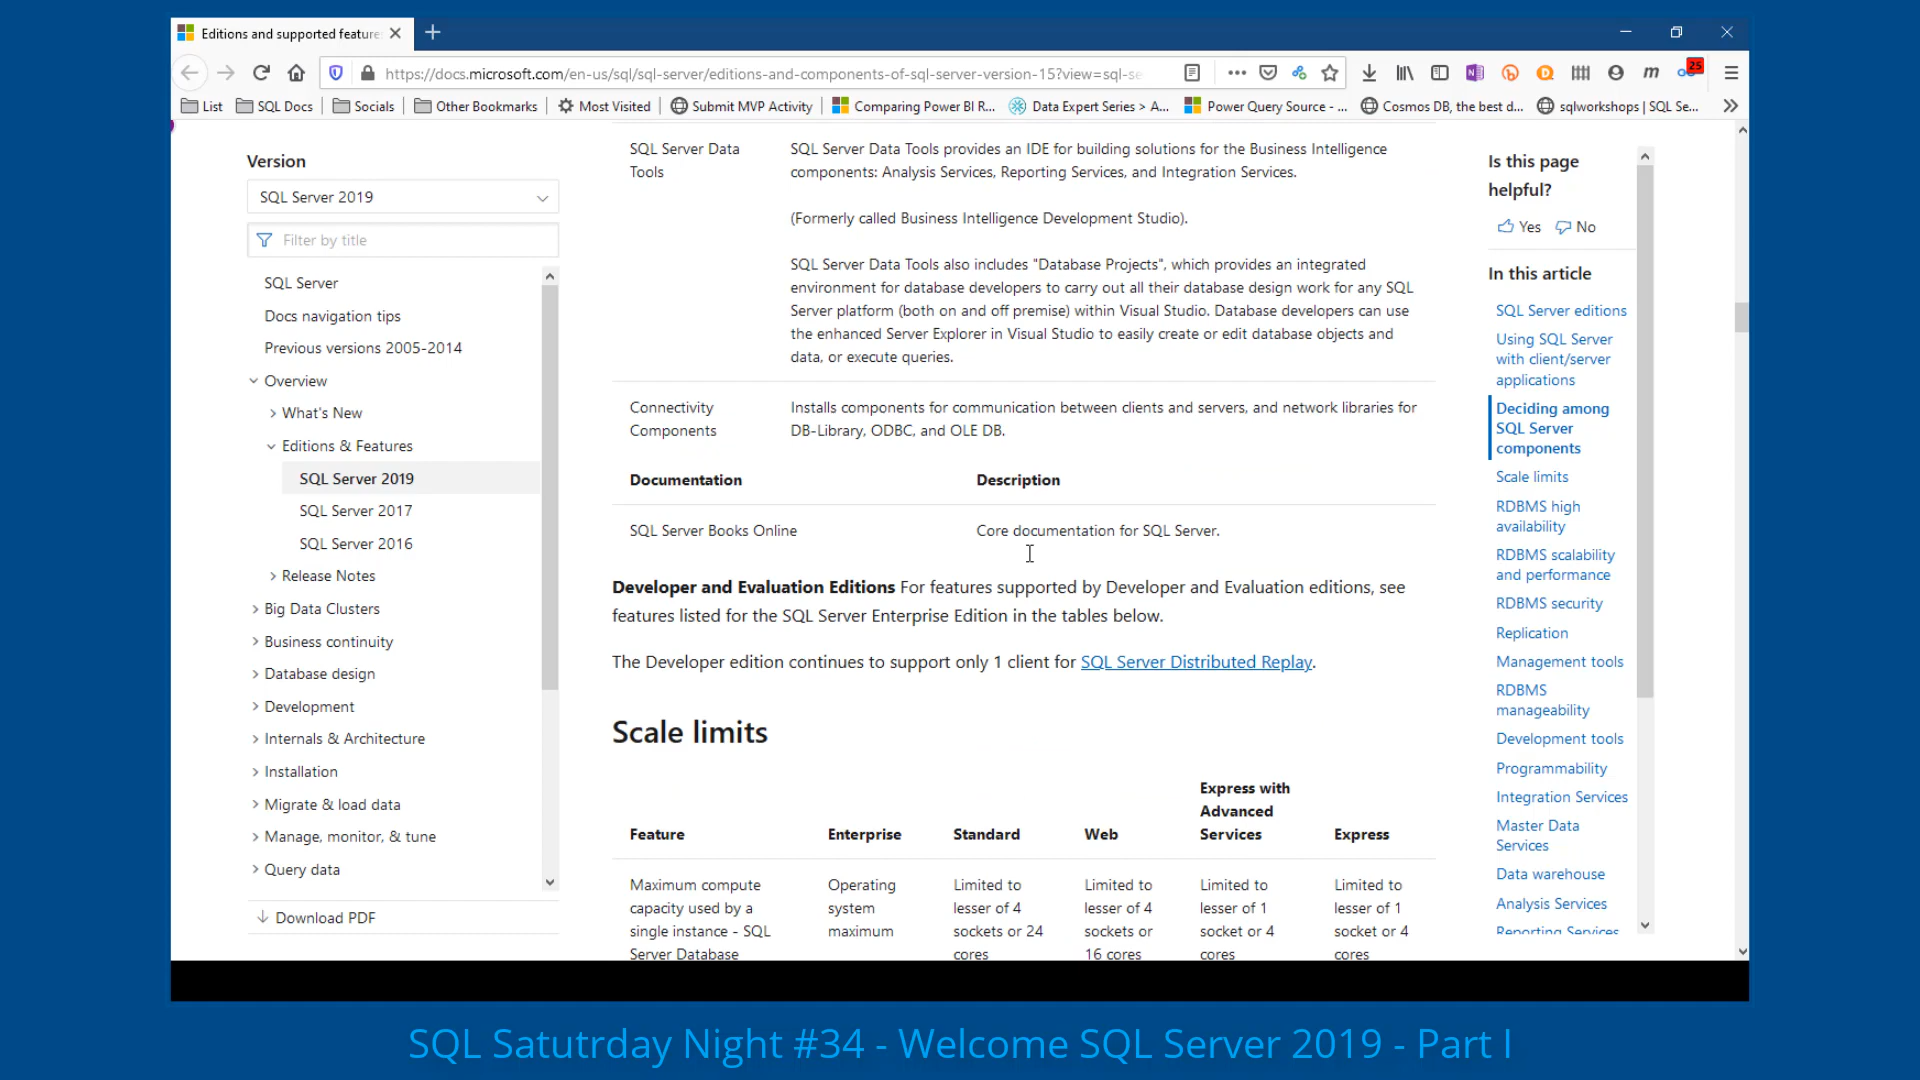 Editions and supported feature
https://docs.microsoft.com/en-us/sql/sql-server/editions-and-components-of-sql-server-version-15?view=sql-se
25
List
SQL Docs
Socials
Other Bookmarks
Most Visited
Submit MVP Activity
Comparing Power BI R...
Data Expert Series > A...
Power Query Source - ...
Cosmos DB, the best d...
sqlworkshops | SQL Se...
Version
SQL Server 2019
Filter by title
SQL Server
Docs navigation tips
Previous versions 2005-2014
Overview
What's New
Editions & Features
SQL Server 2019
SQL Server 2017
SQL Server 2016
Release Notes
Big Data Clusters
Business continuity
Database design
Development
Internals & Architecture
Installation
Migrate & load data
Manage, monitor, & tune
Query data
Download PDF
SQL Server Data
Tools
SQL Server Data Tools provides an IDE for building solutions for the Business Intelligence
components: Analysis Services, Reporting Services, and Integration Services.
(Formerly called Business Intelligence Development Studio).
SQL Server Data Tools also includes "Database Projects", which provides an integrated
environment for database developers to carry out all their database design work for any SQL
Server platform (both on and off premise) within Visual Studio. Database developers can use
the enhanced Server Explorer in Visual Studio to easily create or edit database objects and
data, or execute queries.
Connectivity
Components
Installs components for communication between clients and servers, and network libraries for
DB-Library, ODBC, and OLE DB.
Documentation Description
SQL Server Books Online Core documentation for SQL Server.
Developer and Evaluation Editions For features supported by Developer and Evaluation editions, see
features listed for the SQL Server Enterprise Edition in the tables below.
The Developer edition continues to support only 1 client for SQL Server Distributed Replay.
Scale limits
Feature
Enterprise
Standard
Web
Express with
Advanced
Services
Express
Maximum compute
capacity used by a
single instance - SQL
Server Database
Operating
system
maximum
Limited to
lesser of 4
sockets or 24
cores
Limited to
lesser of 4
sockets or
16 cores
Limited to
lesser of 1
socket or 4
cores
Limited to
lesser of 1
socket or 4
cores
Is this page
helpful?
Yes
No
In this article
SQL Server editions
Using SQL Server
with client/server
applications
Deciding among
SQL Server
components
Scale limits
RDBMS high
availability
RDBMS scalability
and performance
RDBMS security
Replication
Management tools
RDBMS
manageability
Development tools
Programmability
Integration Services
Master Data
Services
Data warehouse
Analysis Services
Reporting Services
SQL Satutrday Night #34 - Welcome SQL Server 2019 - Part I